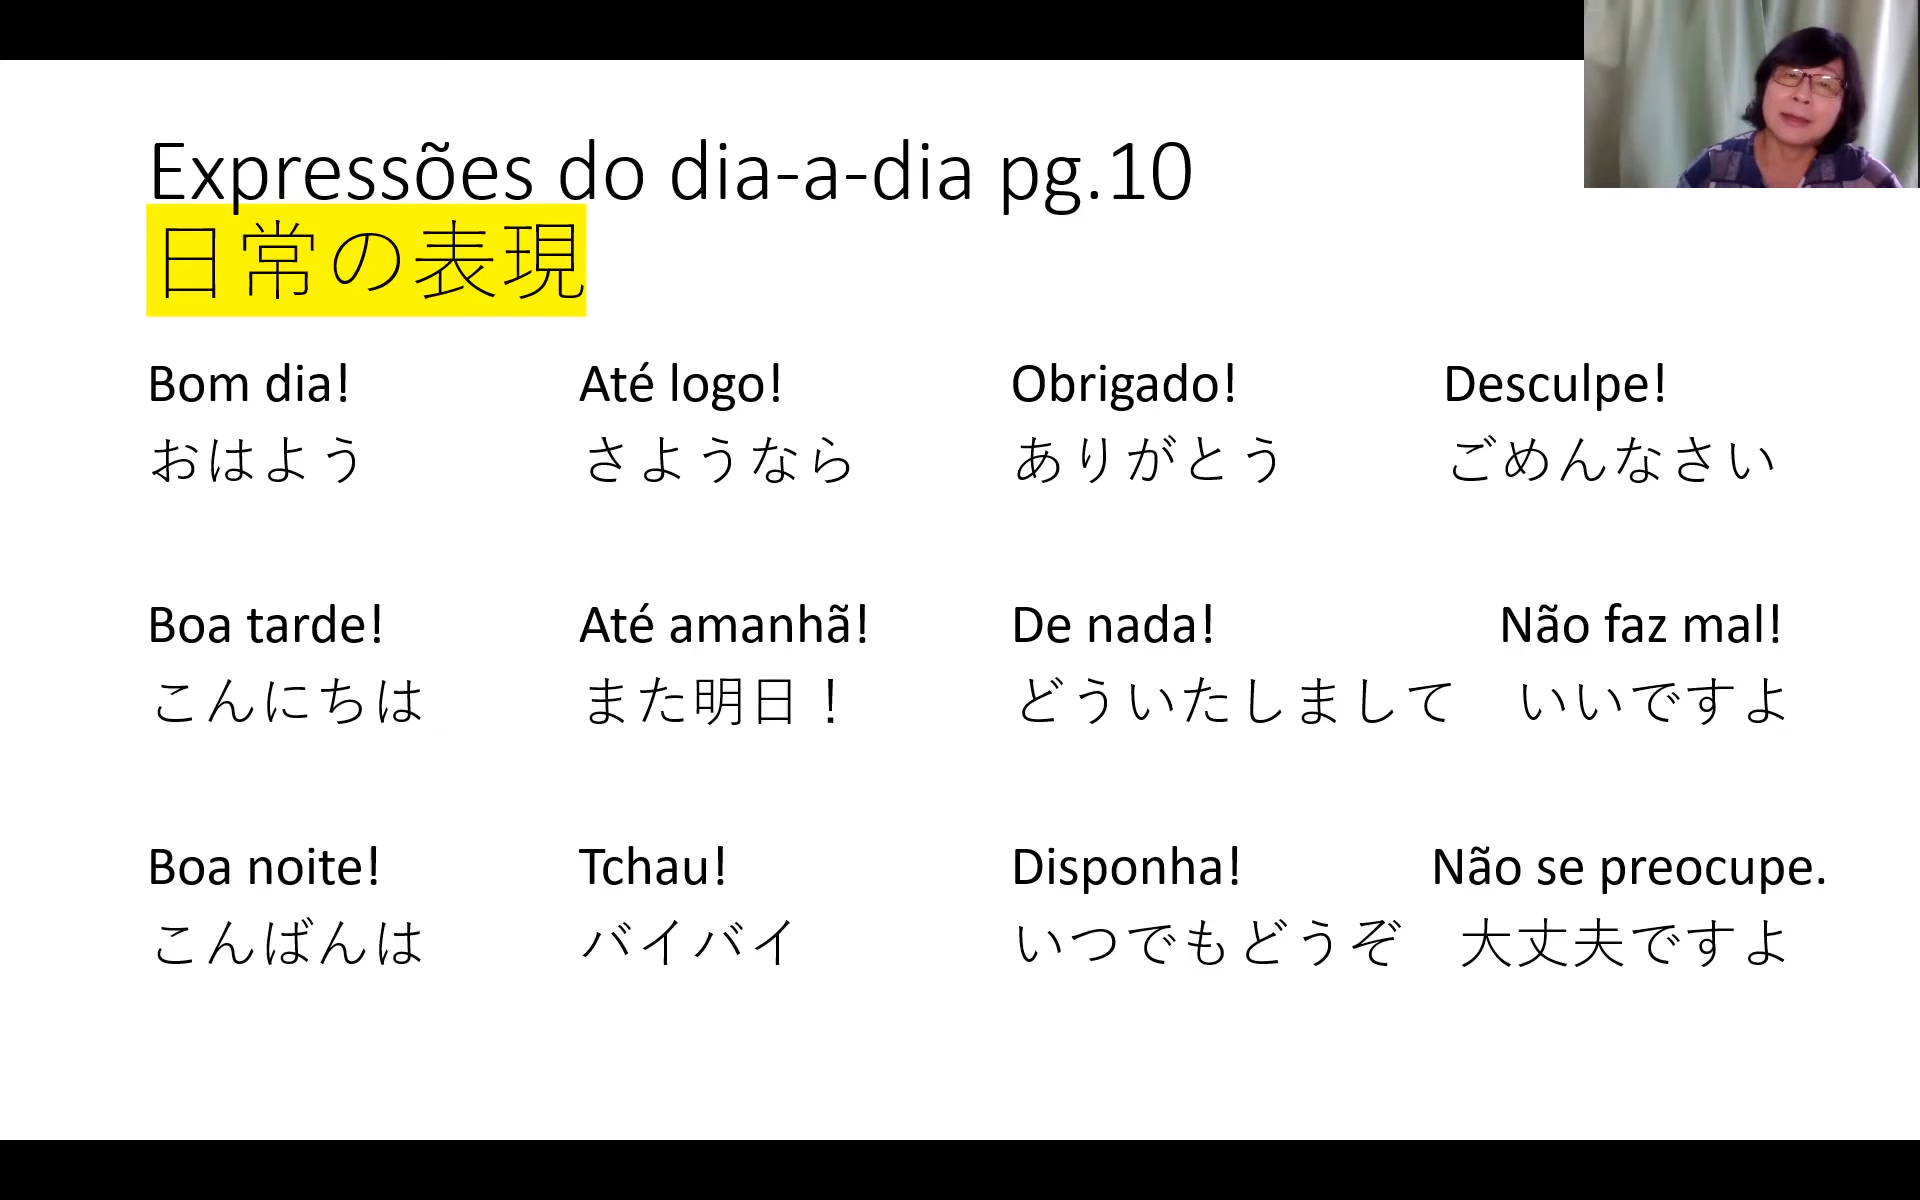 Expressões do dia-a-dia pg.10
日常の表現
Bom dia! Até logo! Obrigado! Desculpe!
おはよう さようなら ありがとう ごめんなさい
Boa tarde! Até amanhã! De nada! Não faz mal!
こんにちは また明日！ どういたしまして いいですよ
Boa noite! Tchau! Disponha! Não se preocupe.
こんばんは バイバイ いつでもどうぞ 大丈夫ですよ